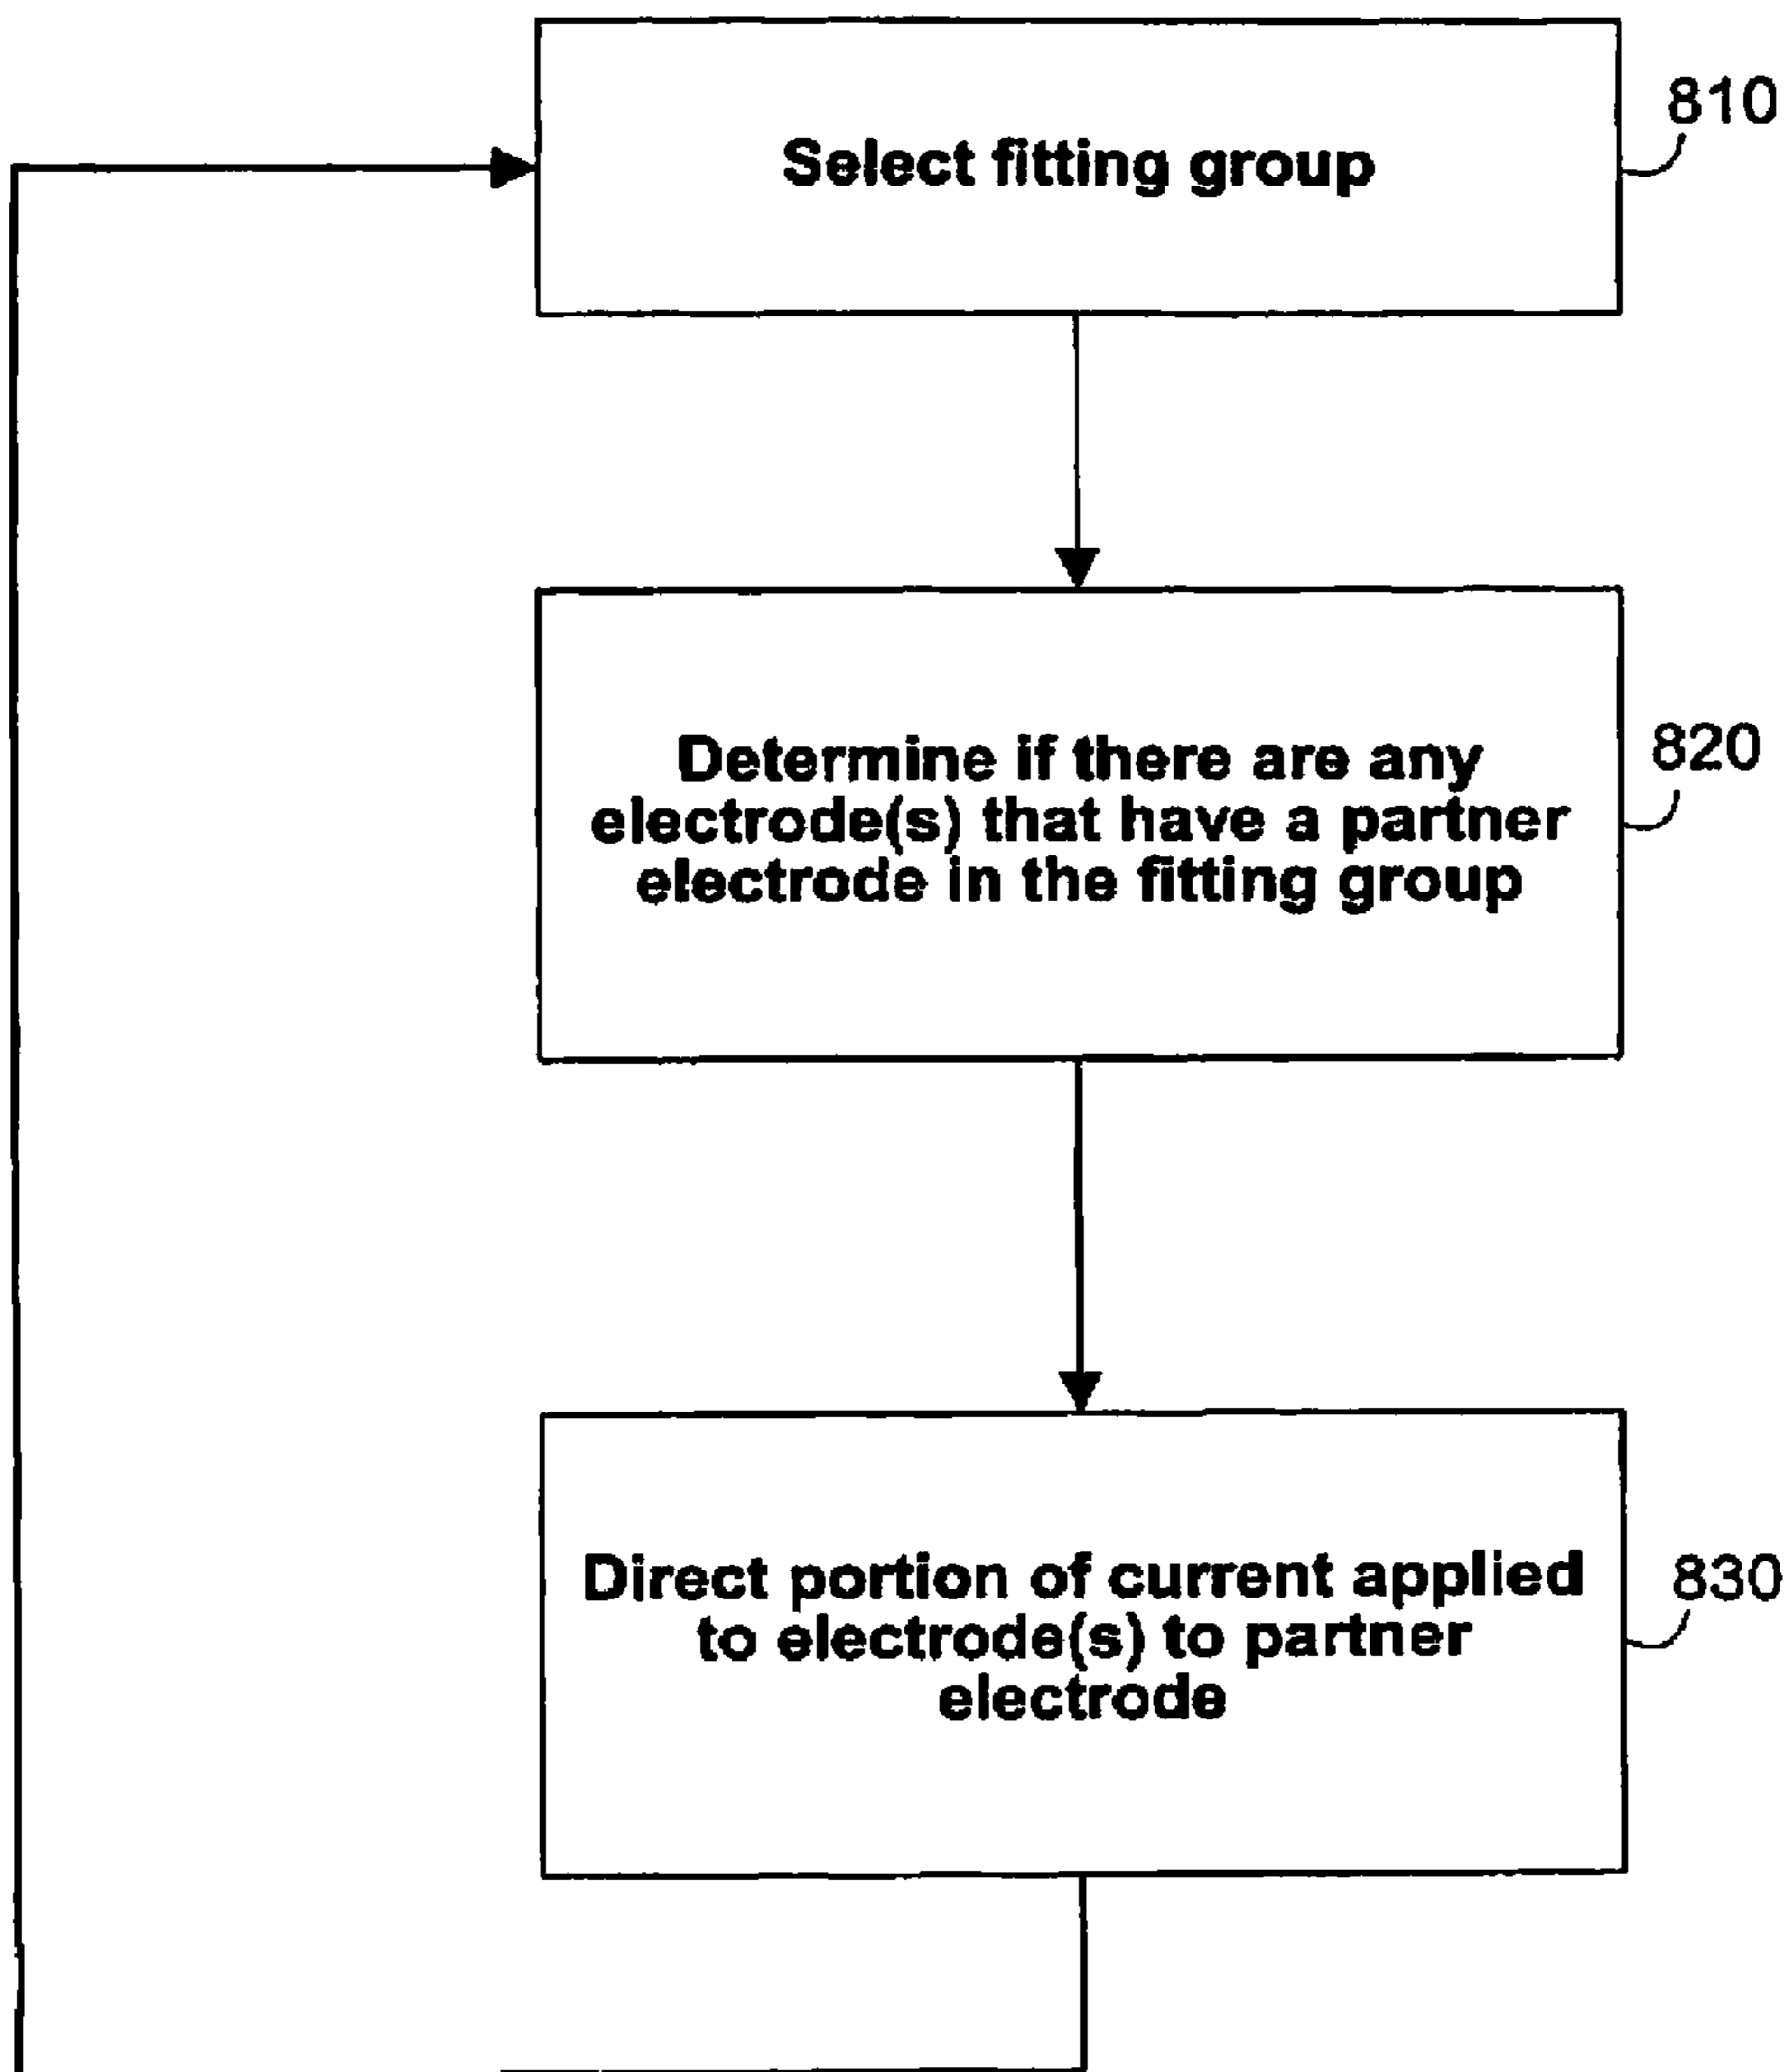 810
Select fitting group
820
Determine if there are any
electrode(s) that have a partner
electrode in the fitting group
830
Direct portion of current applied
to electrode(s) to partner
electrode